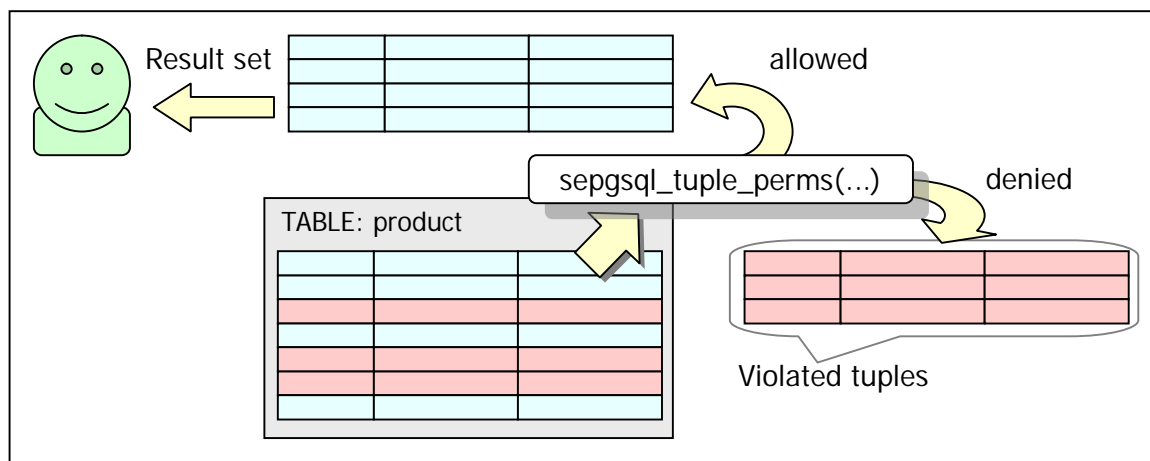 Result set
allowed
sepgsql_tuple_perms(...)
denied
TABLE: product
Violated tuples